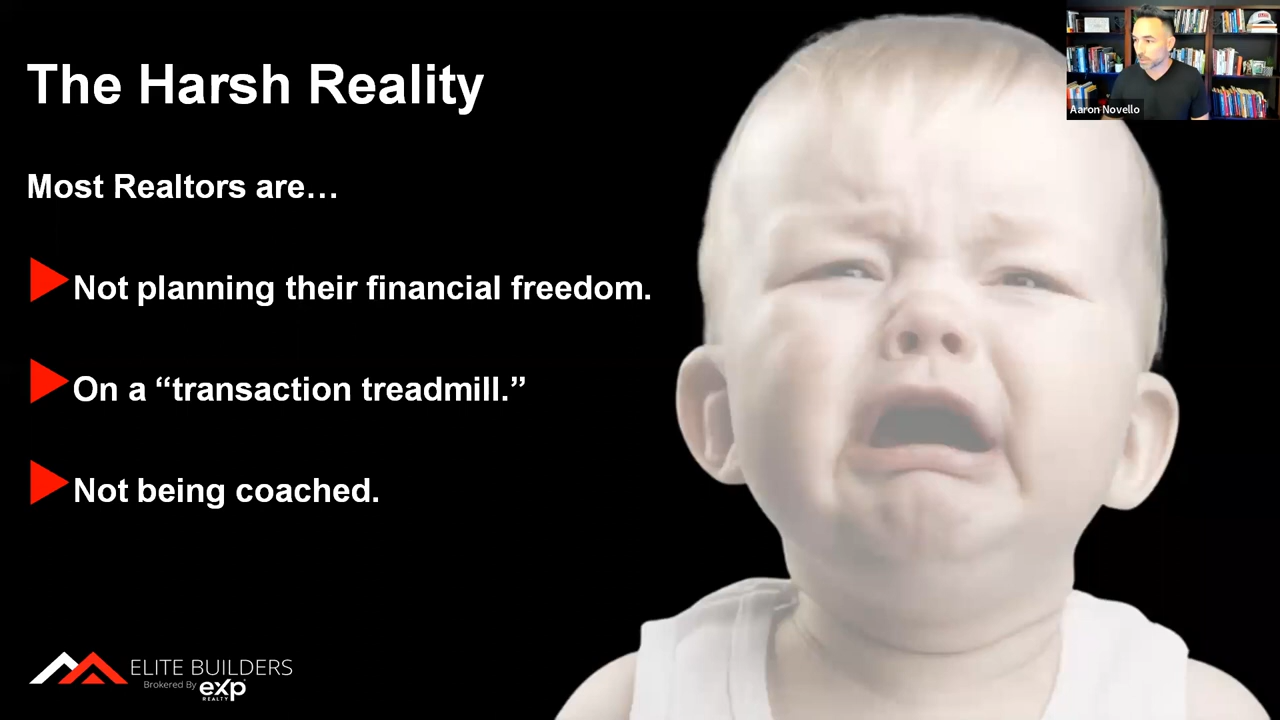 The Harsh Reality
Aaron Novello
Most Realtors are…
Not planning their financial freedom.
On a “transaction treadmill.”
Not being coached.
ELITE BUILDERS
Brokered By eXp
REALTY